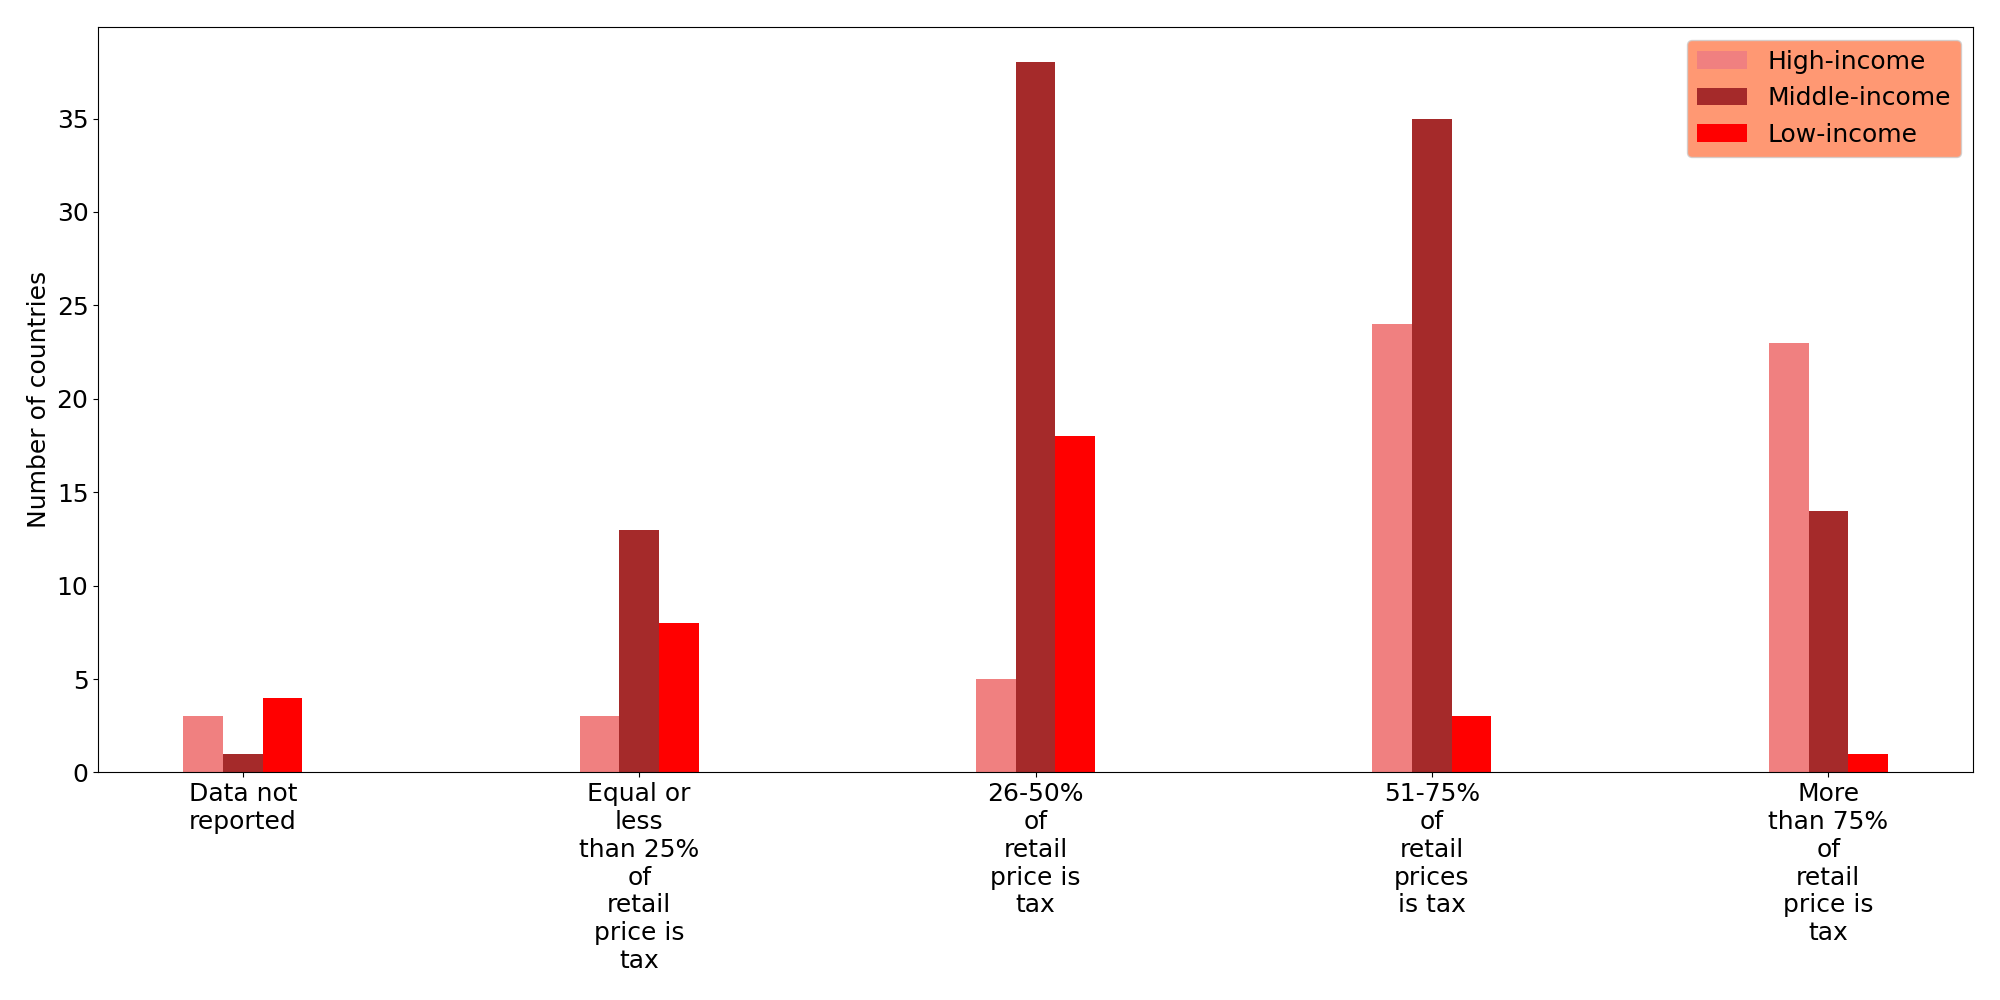 High-income
Middle-income
Low-income
Number of countries
35
30
25
20
15
10
5
0
Data not
reported
Equal or
less
than 25%
of
retail
price is
tax
26-50%
of
retail
price is
tax
51-75%
of
retail
prices
is tax
More
than 75%
of
retail
price is
tax